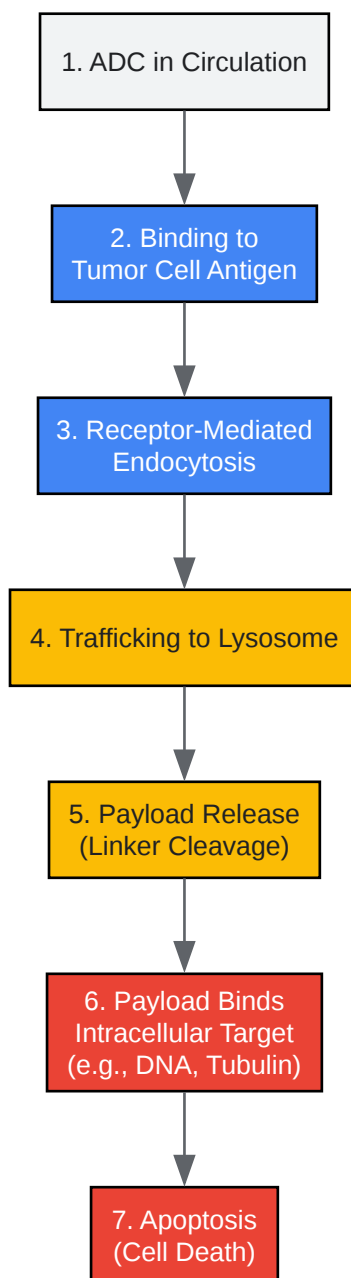 1. ADC in Circulation
2. Binding to
Tumor Cell Antigen
3. Receptor-Mediated
Endocytosis
4. Trafficking to Lysosome
5. Payload Release
(Linker Cleavage)
6. Payload Binds
Intracellular Target
(e.g., DNA, Tubulin)
7. Apoptosis
(Cell Death)